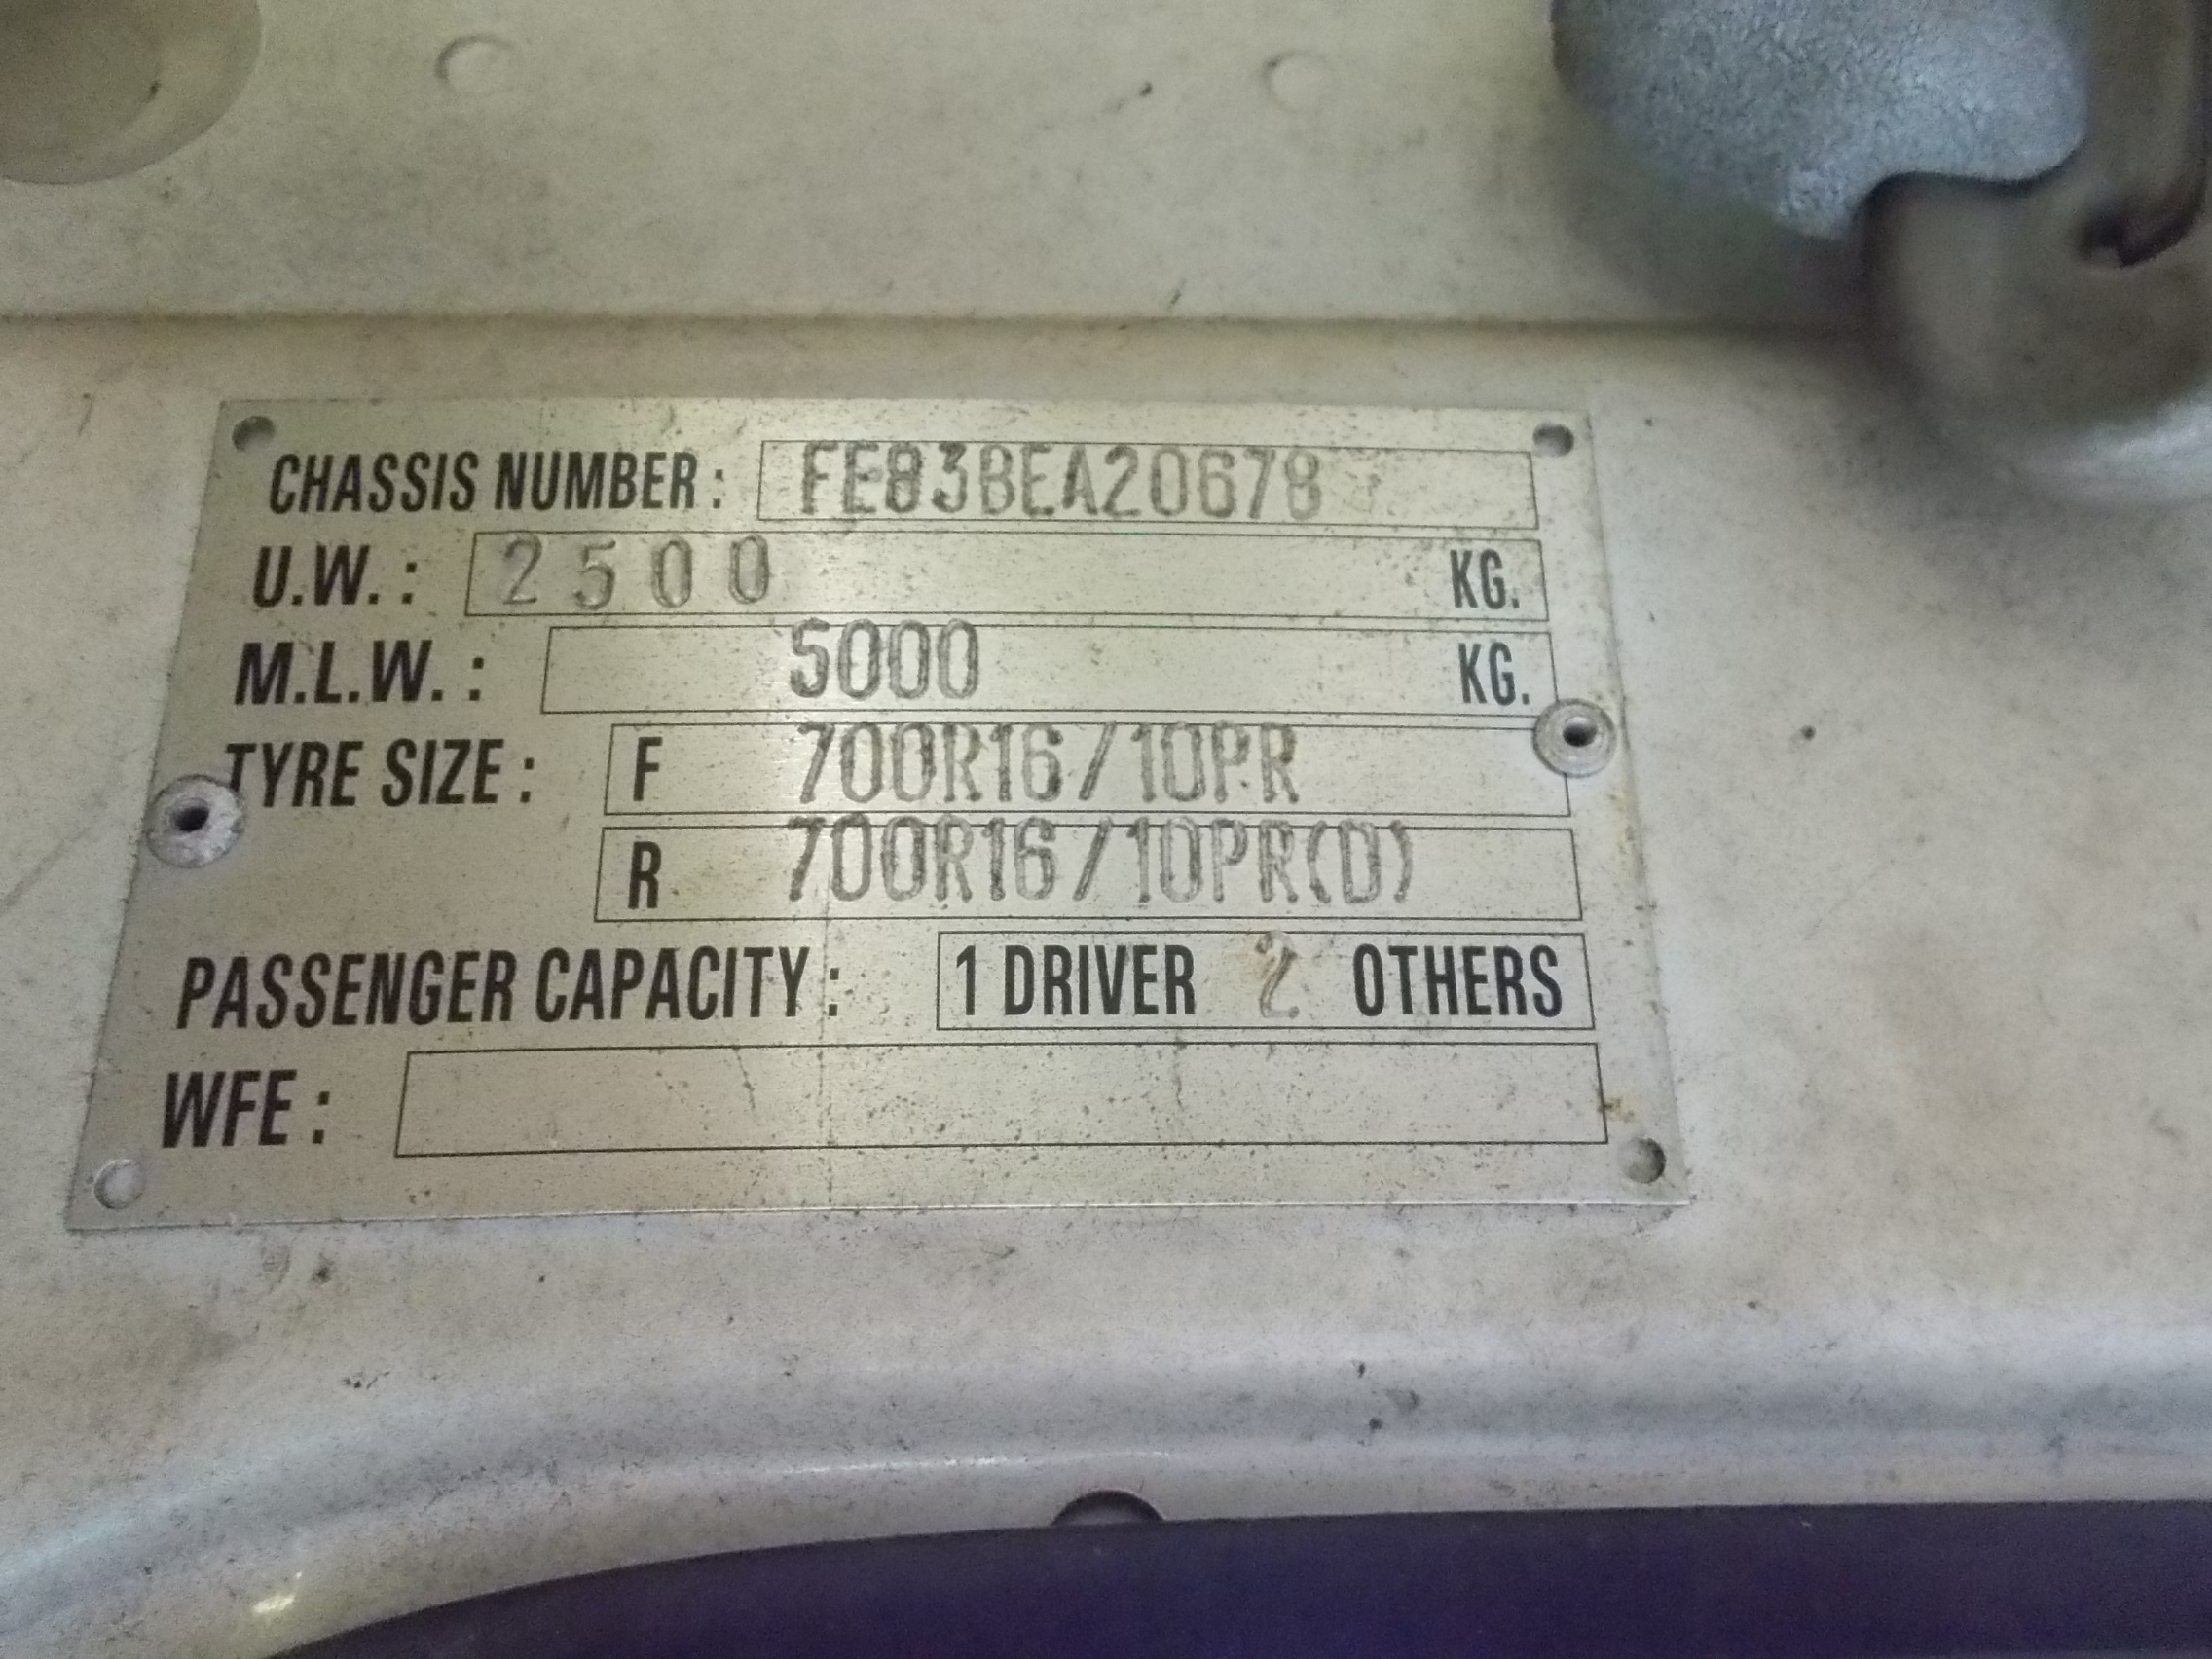 CHASSIS NUMBER: FE83BEA20678
U.W.: 2500 KG.
M.L.W.: 5000 KG.
TYRE SIZE: F 700R16/10PR
R 700R16/10PR(D)
PASSENGER CAPACITY: 1 DRIVER 2 OTHERS
WFE: